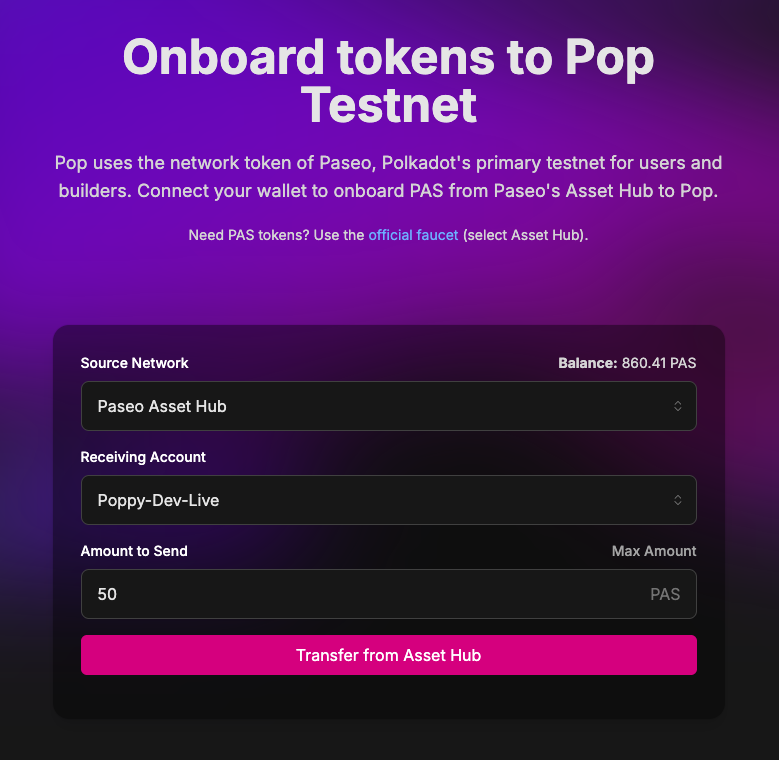 Onboard tokens to Pop
Testnet
Pop uses the network token of Paseo, Polkadot's primary testnet for users and
builders. Connect your wallet to onboard PAS from Paseo's Asset Hub to Pop.
Need PAS tokens? Use the official faucet (select Asset Hub).
Source Network Balance: 860.41 PAS
Paseo Asset Hub
Receiving Account
Poppy-Dev-Live
Amount to Send Max Amount
50 PAS
Transfer from Asset Hub